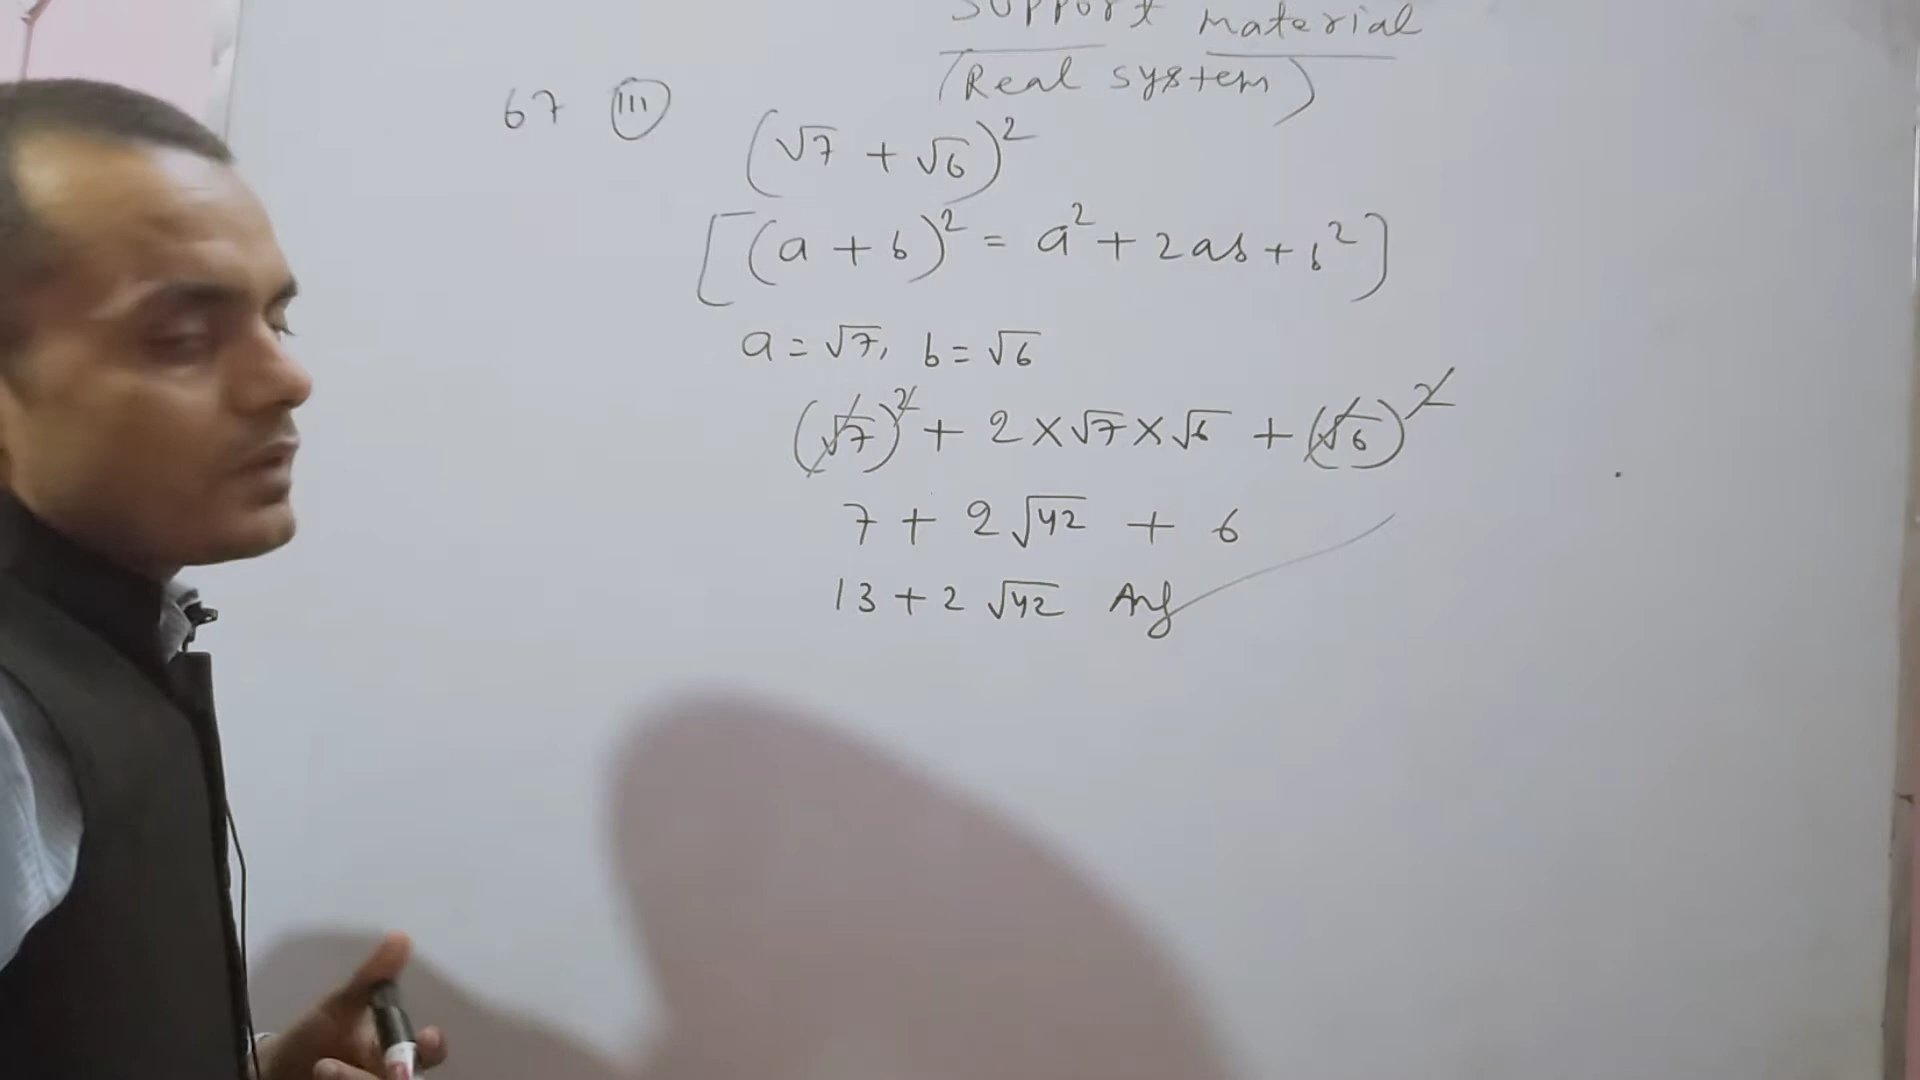 Support material
(Real system)
67 (iii)
(√7 + √6)²
[(a + b)² = a² + 2ab + b²]
a = √7, b = √6
(√7)² + 2 × √7 × √6 + (√6)²
7 + 2√42 + 6
13 + 2√42 Ans